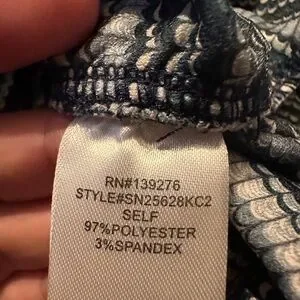 RN#139276
STYLE#SN25628KC2
SELF
97%POLYESTER
3%SPANDEX